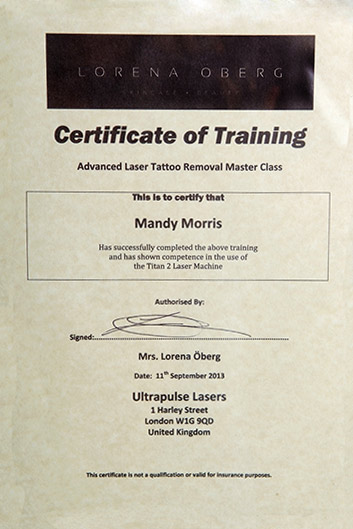 LORENA OBERG
SKINCARE • BEAUTY
Certificate of Training
Advanced Laser Tattoo Removal Master Class
This is to certify that
Mandy Morris
Has successfully completed the above training
and has shown competence in the use of
the Titan 2 Laser Machine
Authorised By:
Signed:
Mrs. Lorena Öberg
Date: 11th September 2013
Ultrapulse Lasers
1 Harley Street
London W1G 9QD
United Kingdom
This certificate is not a qualification or valid for insurance purposes.